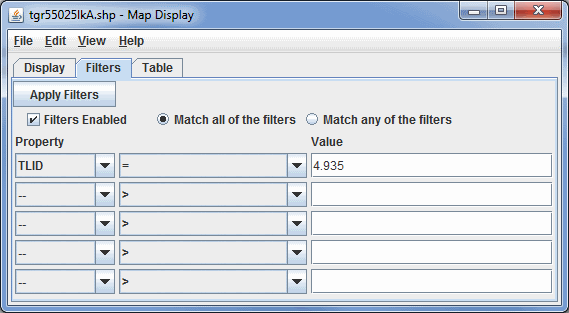 tgr55025lkA.shp - Map Display
File Edit View Help
Display Filters Table
Apply Filters
Filters Enabled Match all of the filters Match any of the filters
Property Value
TLID = 4.935
-- >
-- >
-- >
-- >